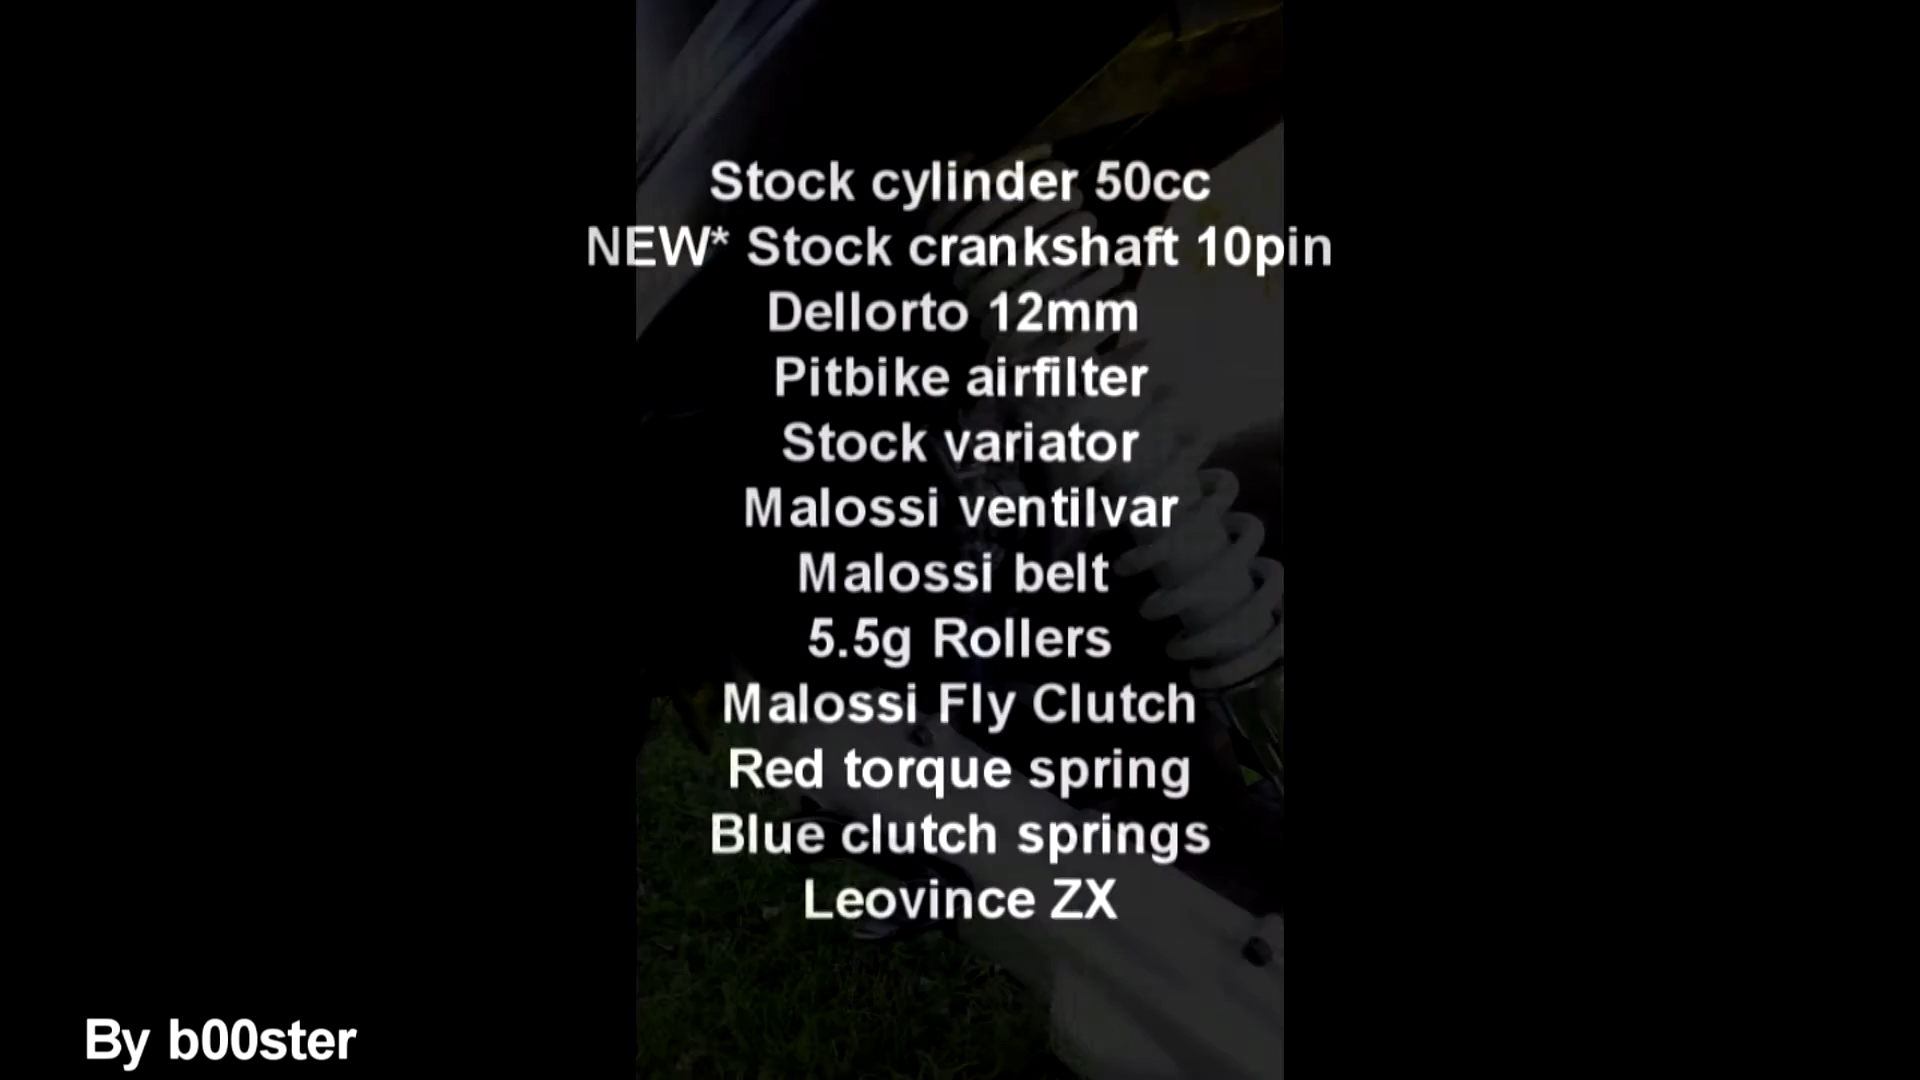 Stock cylinder 50cc
NEW* Stock crankshaft 10pin
Dellorto 12mm
Pitbike airfilter
Stock variator
Malossi ventilvar
Malossi belt
5.5g Rollers
Malossi Fly Clutch
Red torque spring
Blue clutch springs
Leovince ZX
By b00ster